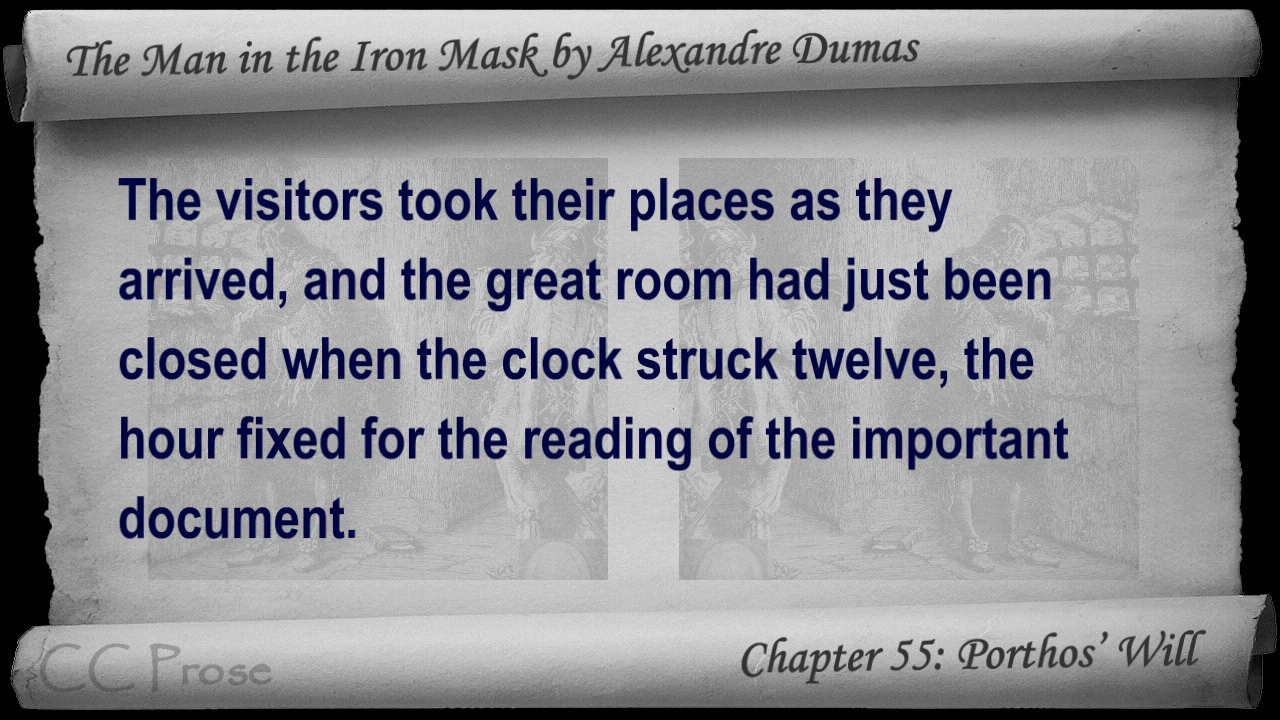 The Man in the Iron Mask by Alexandre Dumas
The visitors took their places as they
arrived, and the great room had just been
closed when the clock struck twelve, the
hour fixed for the reading of the important
document.
CC Prose
Chapter 55: Porthos’ Will